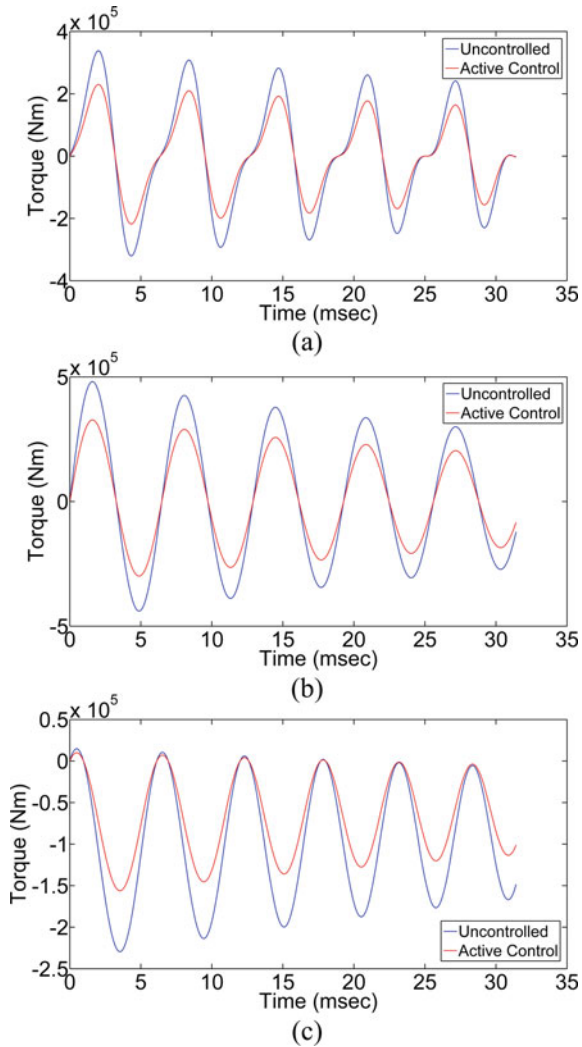 x 10^5
4
2
0
-2
-4
Torque (Nm)
Uncontrolled
Active Control
0 5 10 15 20 25 30 35
Time (msec)
(a)
x 10^5
5
0
-5
Torque (Nm)
Uncontrolled
Active Control
0 5 10 15 20 25 30 35
Time (msec)
(b)
x 10^5
0.5
0
-0.5
-1
-1.5
-2
-2.5
Torque (Nm)
Uncontrolled
Active Control
0 5 10 15 20 25 30 35
Time (msec)
(c)